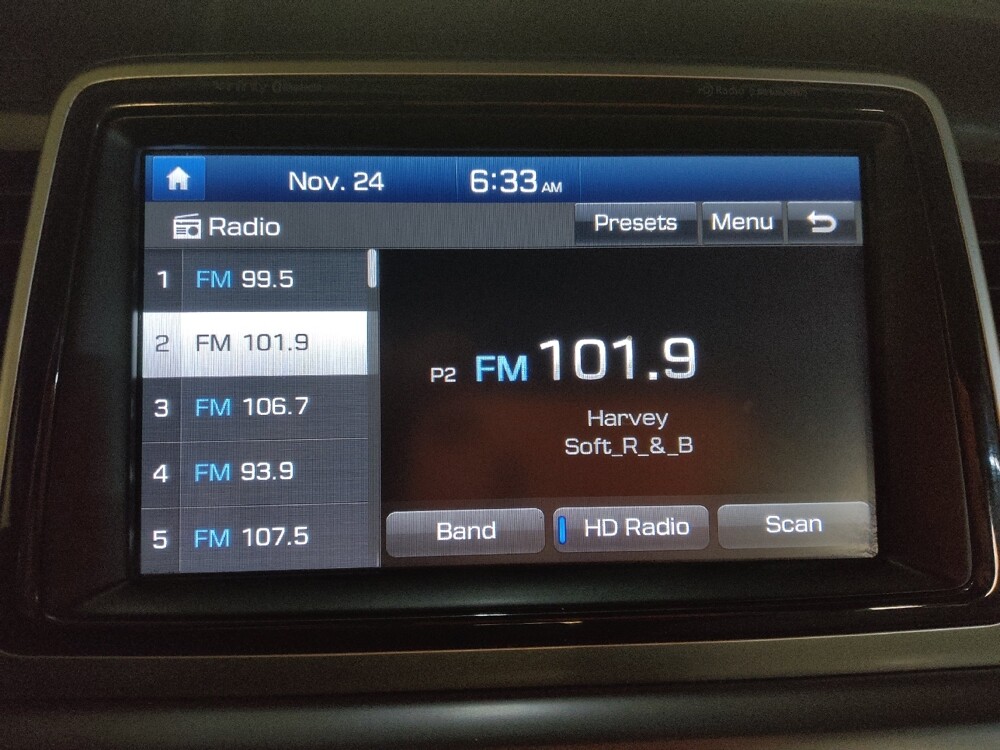 HD Radio
Nov. 24 6:33 AM
Radio Presets Menu
1 FM 99.5
2 FM 101.9
3 FM 106.7
4 FM 93.9
5 FM 107.5
P2 FM 101.9
Harvey
Soft_R_&_B
Band HD Radio Scan